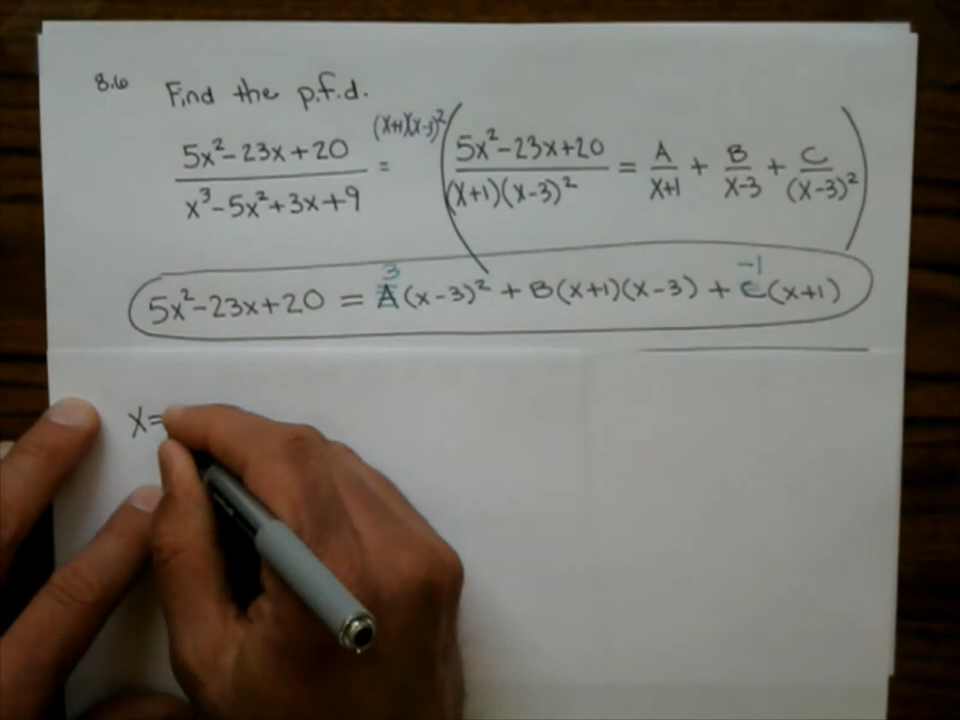 8.6 Find the p.f.d.
(5x²-23x+20)/(x³-5x²+3x+9) = (x+1)(x-3)² ( (5x²-23x+20)/((x+1)(x-3)²) = A/(x+1) + B/(x-3) + C/(x-3)² )
3 -1
5x²-23x+20 = A(x-3)² + B(x+1)(x-3) + C(x+1)
x=